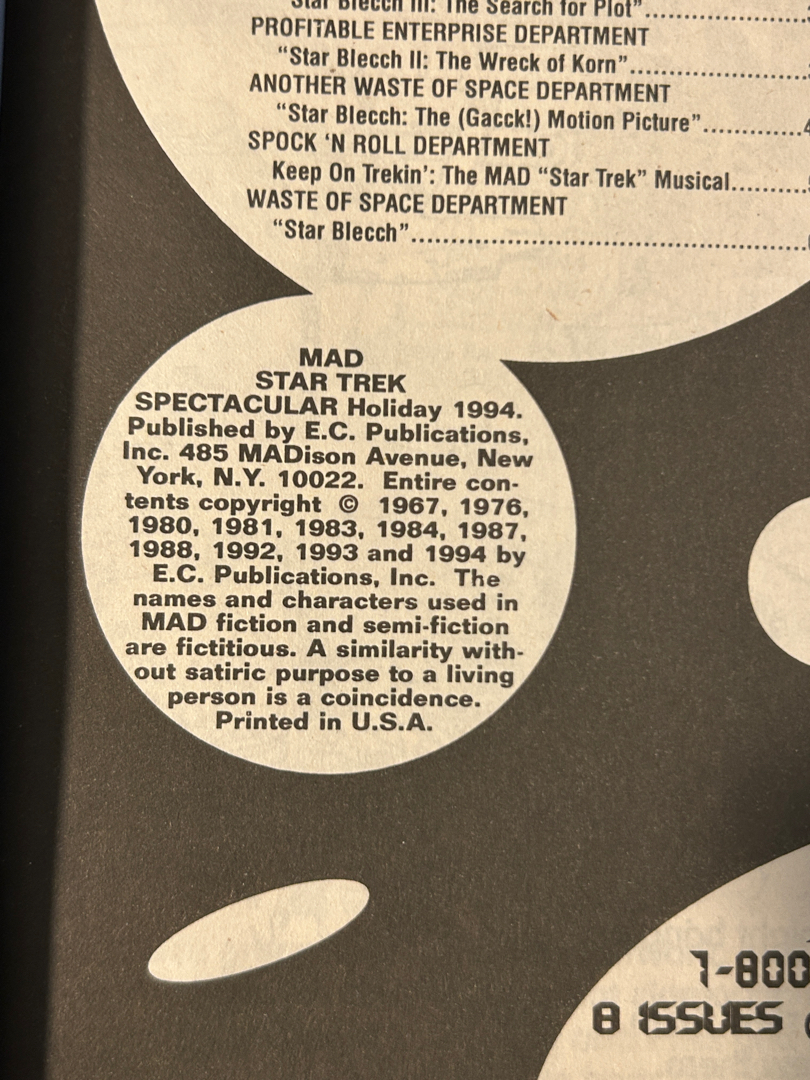 "Star Blecch III: The Search for Plot"....................
PROFITABLE ENTERPRISE DEPARTMENT
"Star Blecch II: The Wreck of Korn"......................
ANOTHER WASTE OF SPACE DEPARTMENT
"Star Blecch: The (Gacck!) Motion Picture"............4
SPOCK 'N ROLL DEPARTMENT
Keep On Trekin': The MAD "Star Trek" Musical........
WASTE OF SPACE DEPARTMENT
"Star Blecch"..........................................................
MAD
STAR TREK
SPECTACULAR Holiday 1994.
Published by E.C. Publications,
Inc. 485 MADison Avenue, New
York, N.Y. 10022. Entire con-
tents copyright © 1967, 1976,
1980, 1981, 1983, 1984, 1987,
1988, 1992, 1993 and 1994 by
E.C. Publications, Inc. The
names and characters used in
MAD fiction and semi-fiction
are fictitious. A similarity with-
out satiric purpose to a living
person is a coincidence.
Printed in U.S.A.
1-800
8 ISSUES